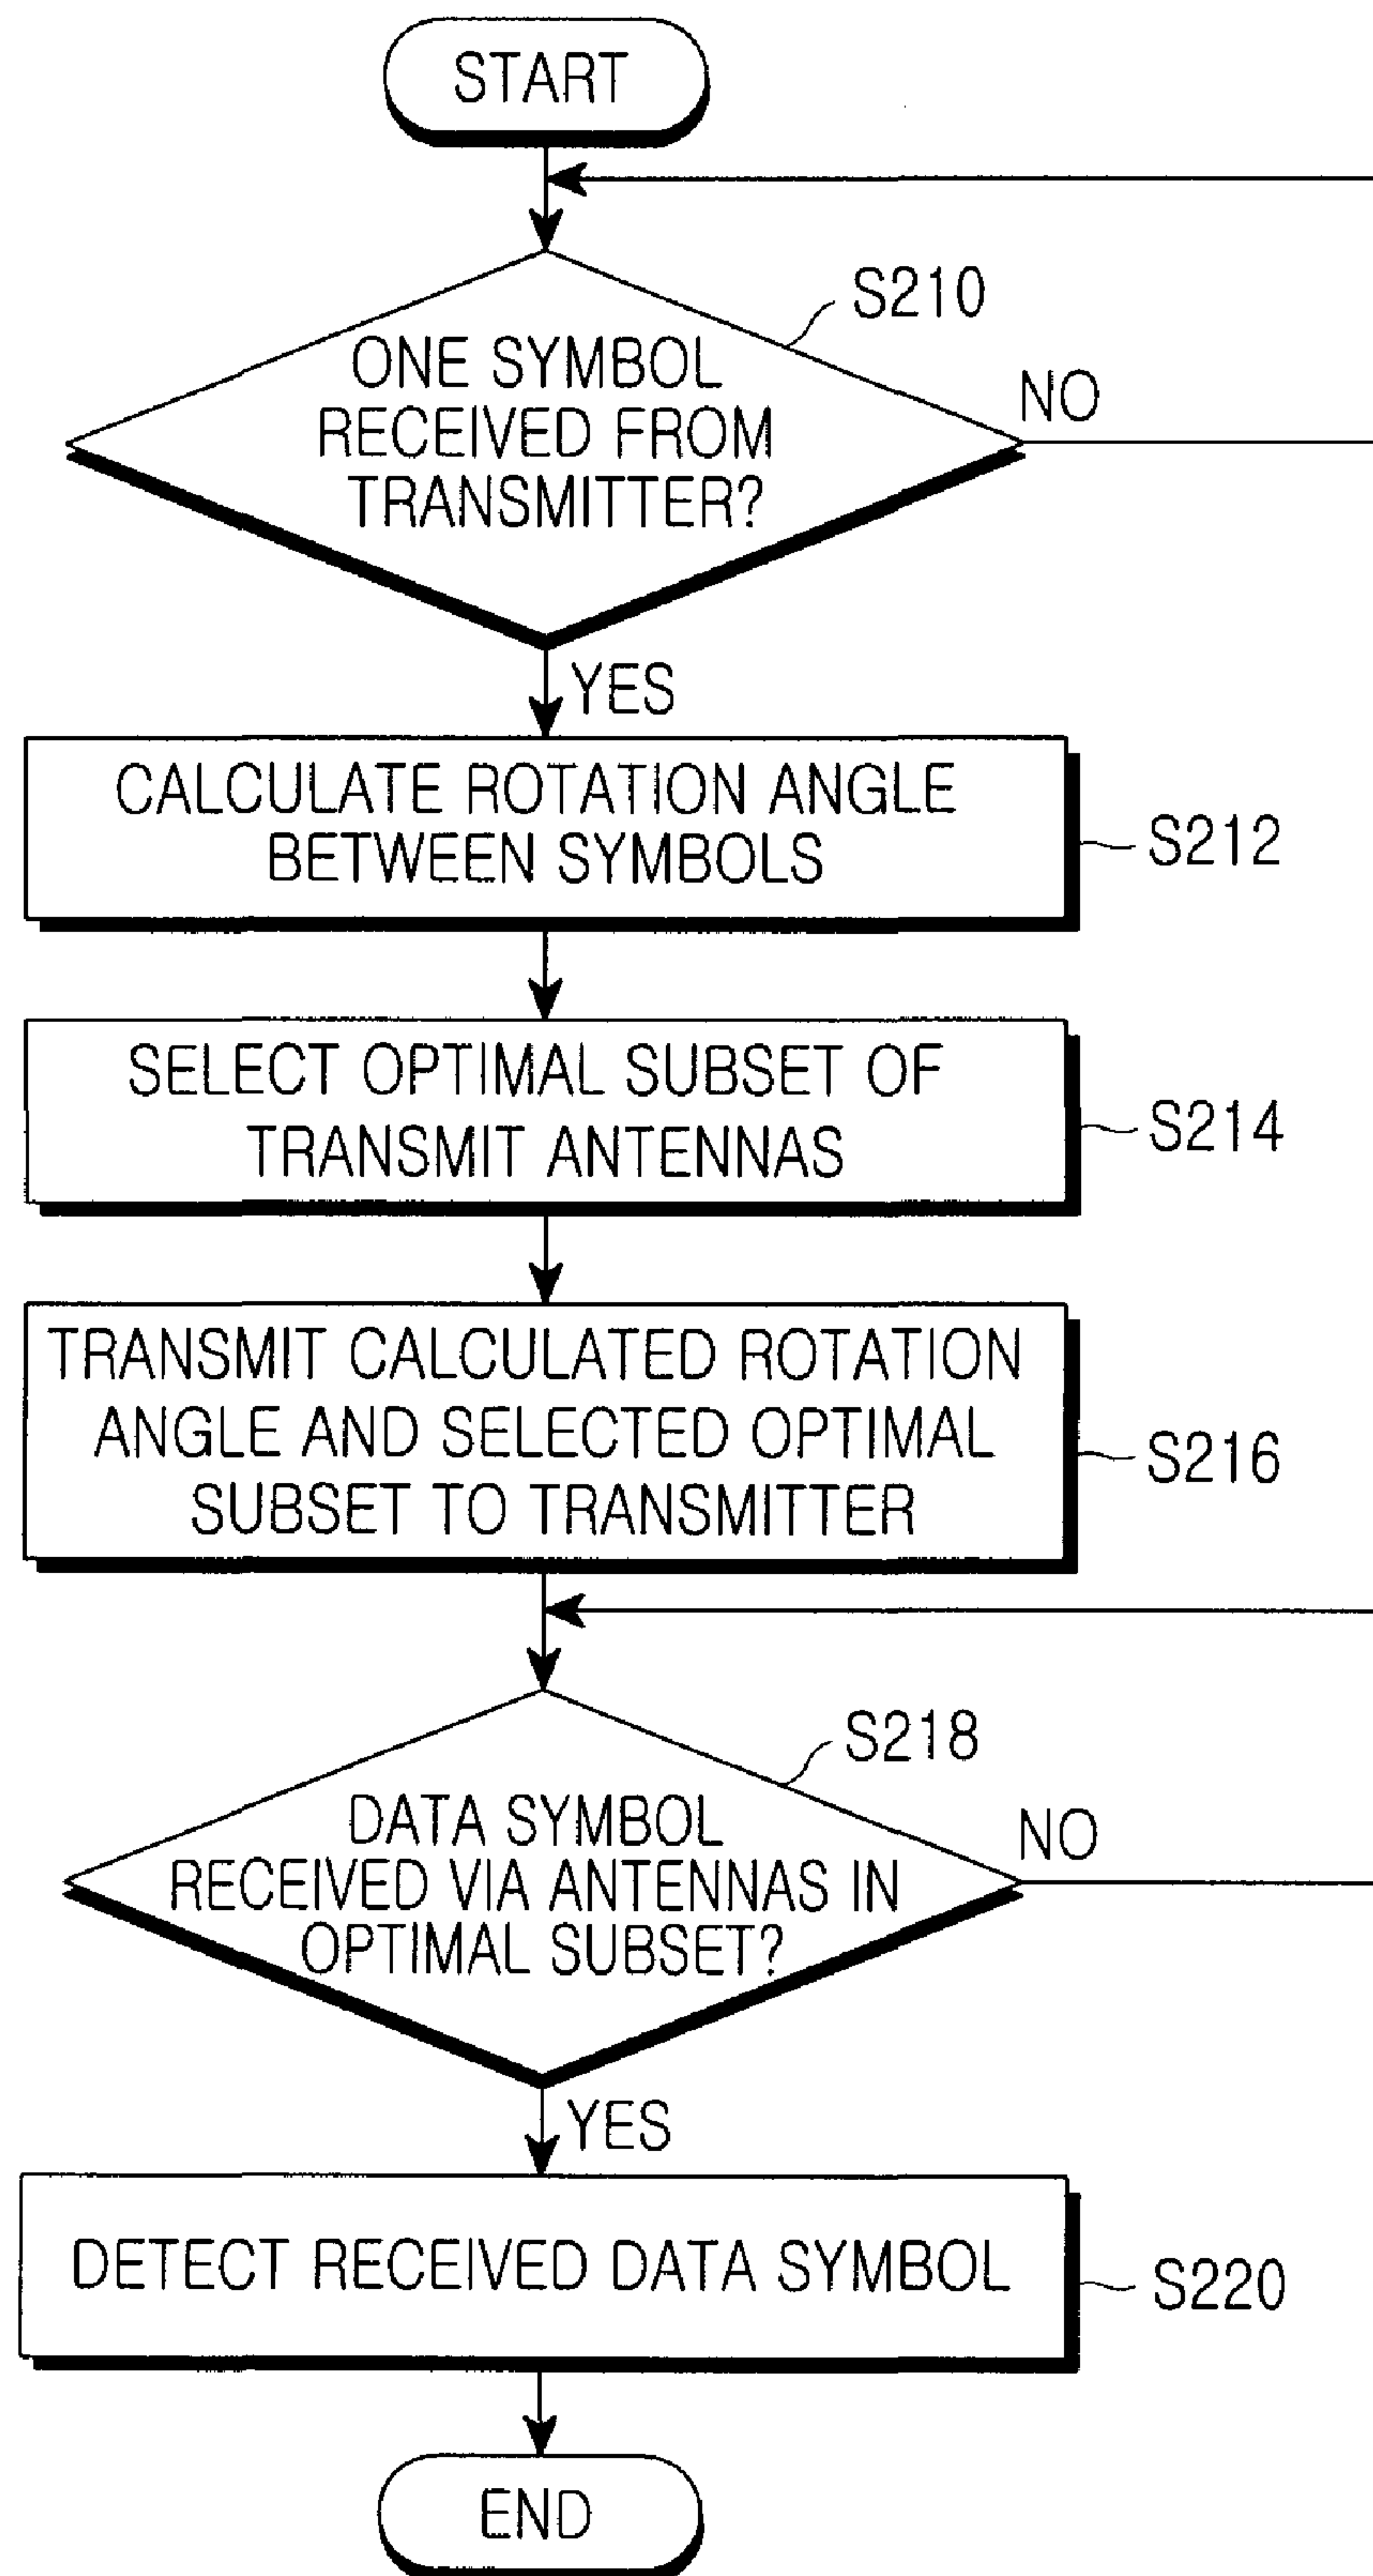 START
S210
ONE SYMBOL
RECEIVED FROM
TRANSMITTER?
NO
YES
CALCULATE ROTATION ANGLE
BETWEEN SYMBOLS
S212
SELECT OPTIMAL SUBSET OF
TRANSMIT ANTENNAS
S214
TRANSMIT CALCULATED ROTATION
ANGLE AND SELECTED OPTIMAL
SUBSET TO TRANSMITTER
S216
S218
DATA SYMBOL
RECEIVED VIA ANTENNAS IN
OPTIMAL SUBSET?
NO
YES
DETECT RECEIVED DATA SYMBOL
S220
END